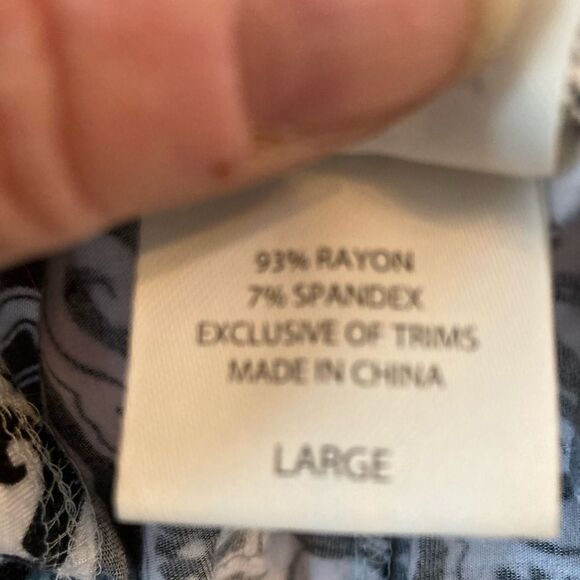 93% RAYON
7% SPANDEX
EXCLUSIVE OF TRIMS
MADE IN CHINA
LARGE